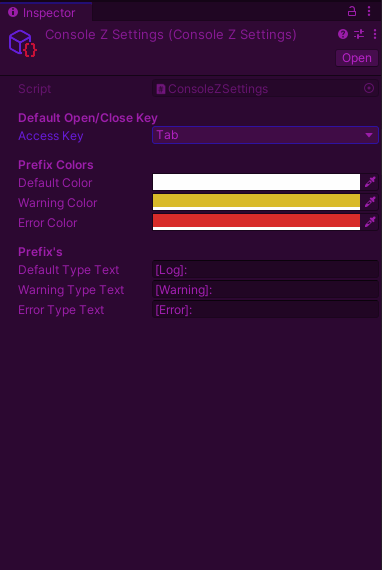 Inspector
Console Z Settings (Console Z Settings)
Open
Script ConsoleZSettings
Default Open/Close Key
Access Key Tab
Prefix Colors
Default Color
Warning Color
Error Color
Prefix's
Default Type Text [Log]:
Warning Type Text [Warning]:
Error Type Text [Error]: